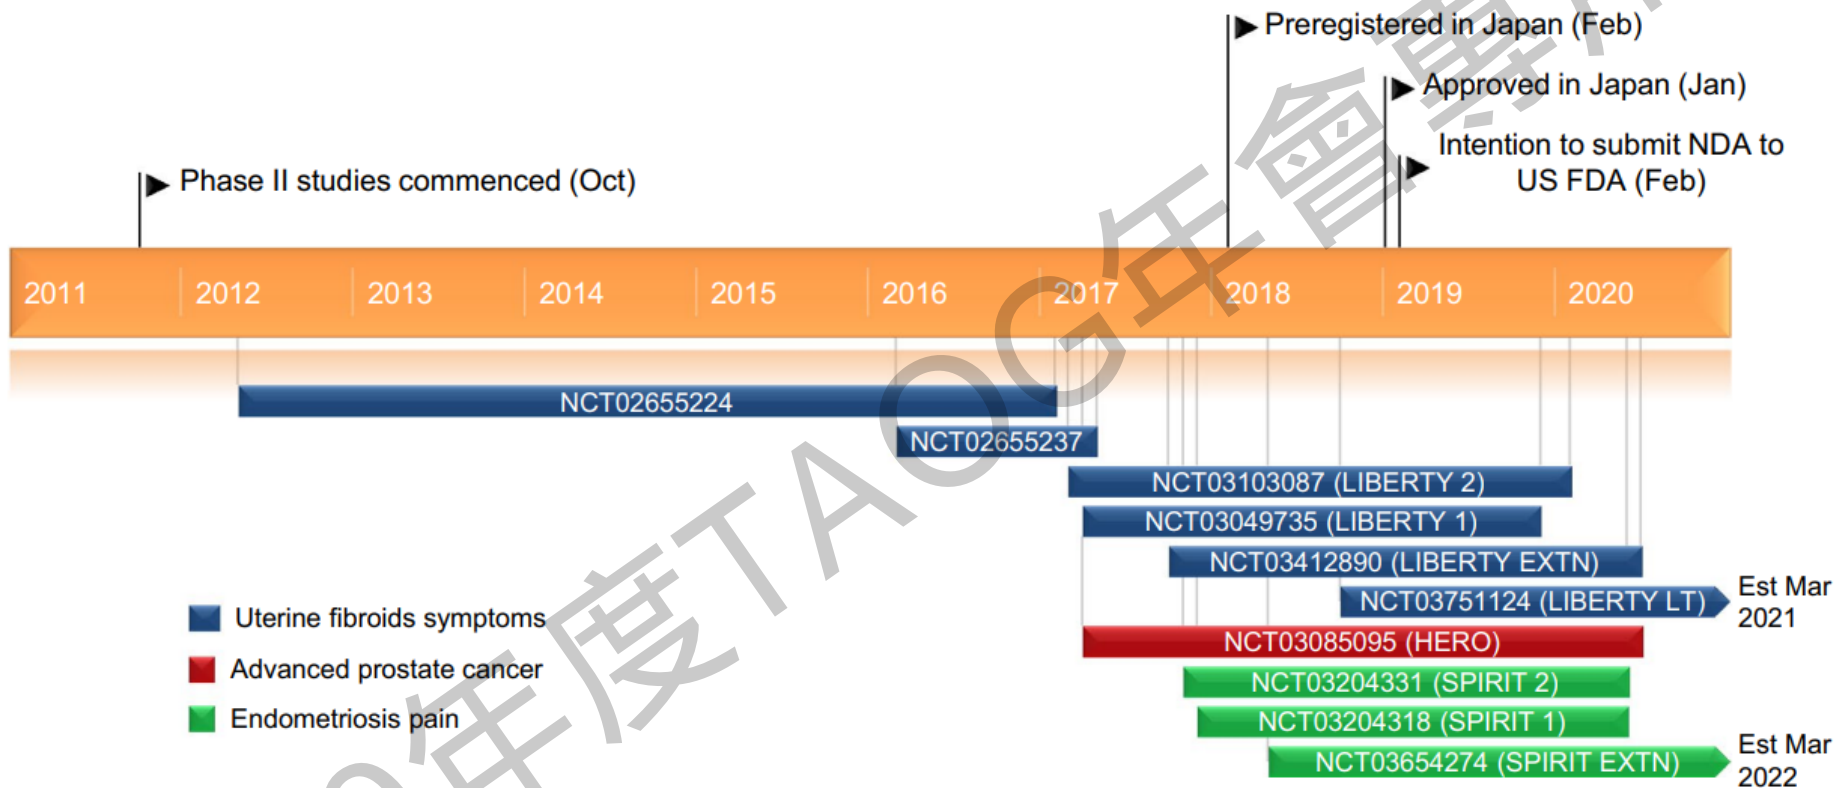 Preregistered in Japan (Feb)
Approved in Japan (Jan)
Intention to submit NDA to
US FDA (Feb)
Phase II studies commenced (Oct)
2011 2012 2013 2014 2015 2016 2017 2018 2019 2020
NCT02655224
NCT02655237
NCT03103087 (LIBERTY 2)
NCT03049735 (LIBERTY 1)
NCT03412890 (LIBERTY EXTN)
NCT03751124 (LIBERTY LT)
Est Mar
2021
Uterine fibroids symptoms
Advanced prostate cancer
Endometriosis pain
NCT03085095 (HERO)
NCT03204331 (SPIRIT 2)
NCT03204318 (SPIRIT 1)
NCT03654274 (SPIRIT EXTN)
Est Mar
2022
年度TAOG年會專